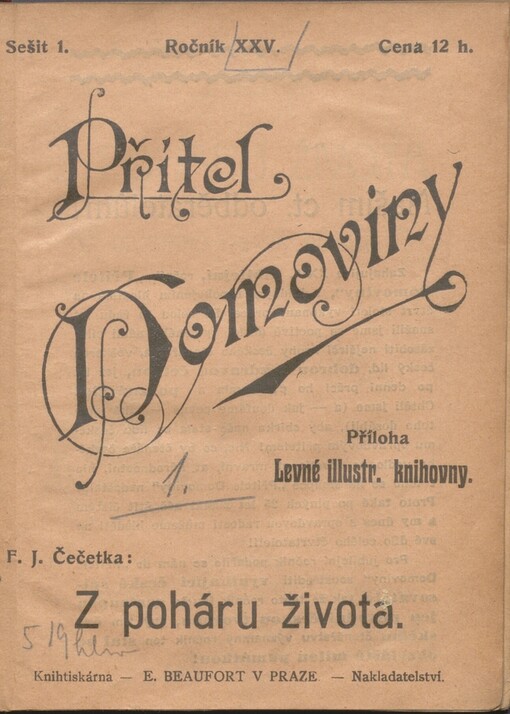 Sešit 1. Ročník XXV. Cena 12 h.
Přítel
Domoviny
Příloha
Levné illustr. knihovny.
1.
F. J. Čečetka:
Z poháru života.
Knihtiskárna — E. BEAUFORT V PRAZE — Nakladatelství.